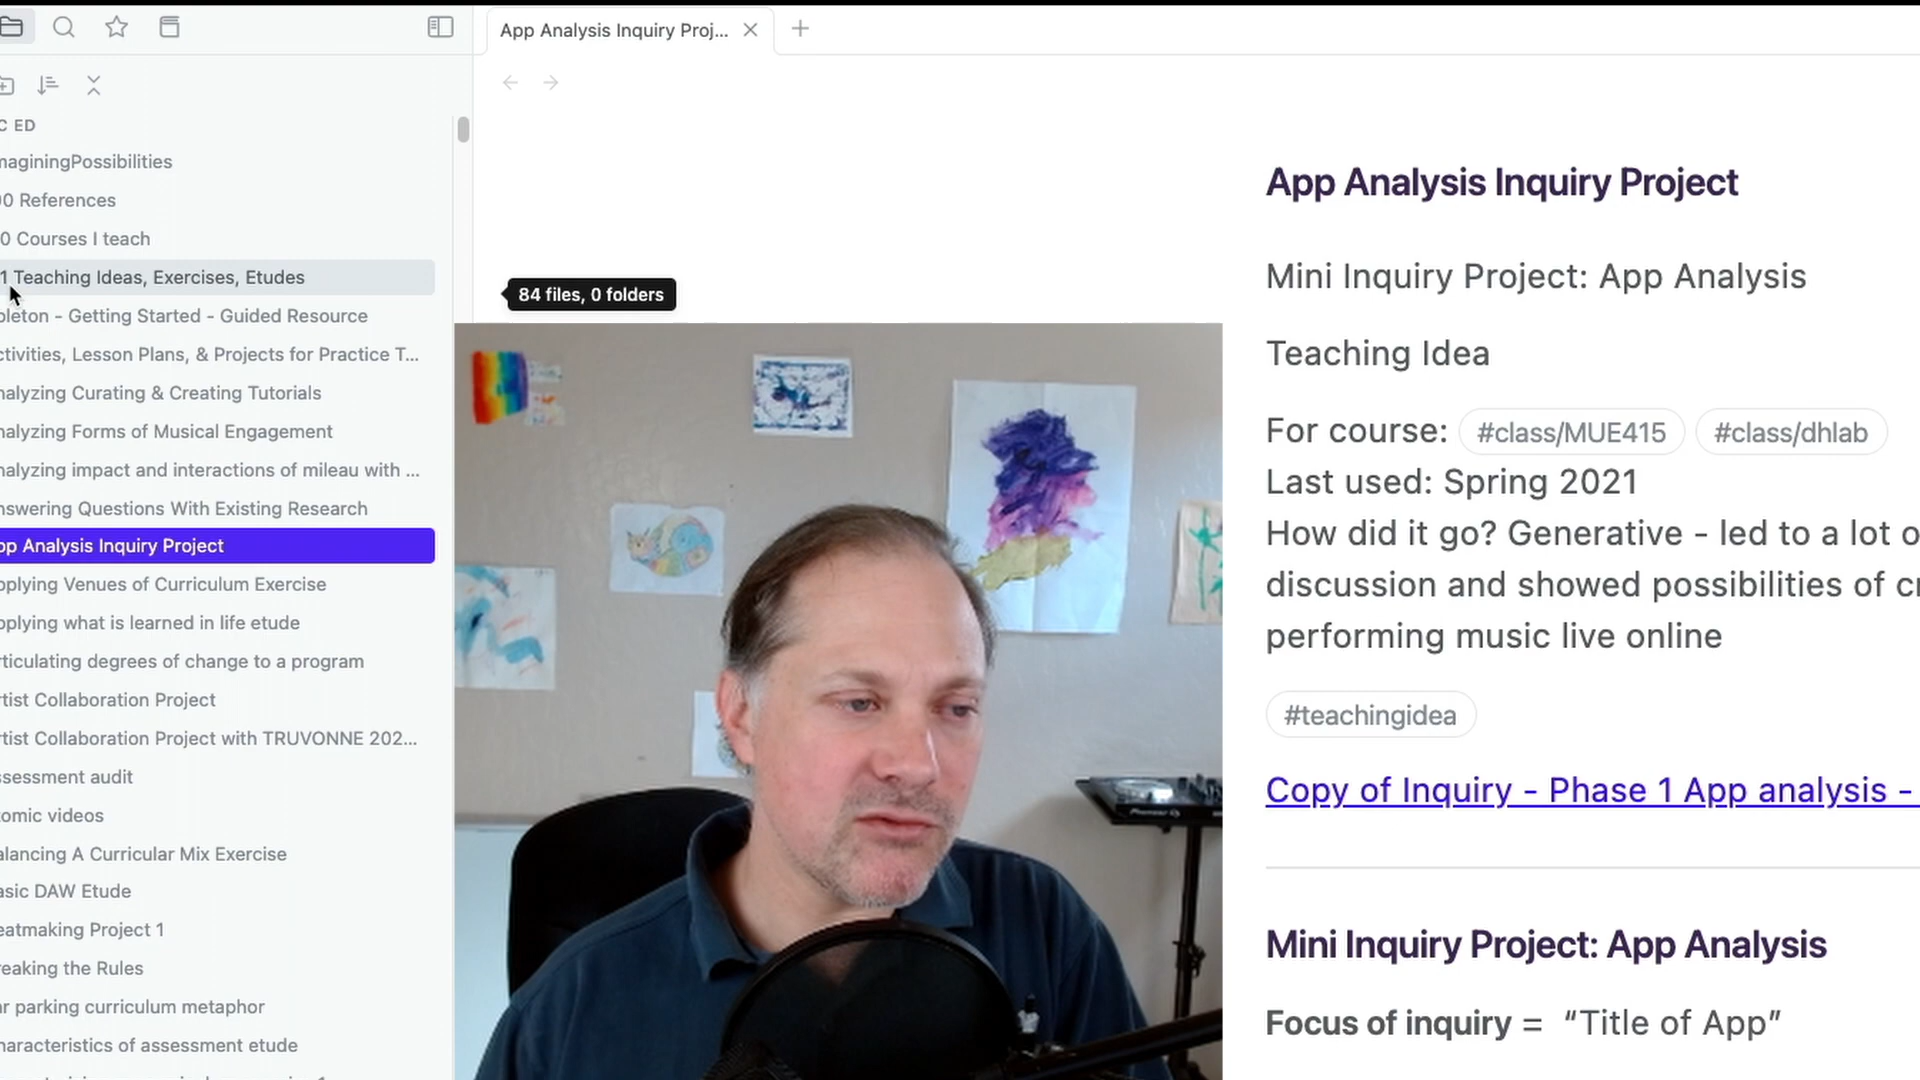 App Analysis Inquiry Proj...
C ED
maginingPossibilities
00 References
0 Courses I teach
1 Teaching Ideas, Exercises, Etudes
84 files, 0 folders
bleton - Getting Started - Guided Resource
ctivities, Lesson Plans, & Projects for Practice T...
nalyzing Curating & Creating Tutorials
nalyzing Forms of Musical Engagement
nalyzing impact and interactions of mileau with ...
nswering Questions With Existing Research
pp Analysis Inquiry Project
pplying Venues of Curriculum Exercise
pplying what is learned in life etude
rticulating degrees of change to a program
rtist Collaboration Project
rtist Collaboration Project with TRUVONNE 202...
ssessment audit
tomic videos
alancing A Curricular Mix Exercise
asic DAW Etude
eatmaking Project 1
reaking the Rules
ar parking curriculum metaphor
haracteristics of assessment etude
App Analysis Inquiry Project
Mini Inquiry Project: App Analysis
Teaching Idea
For course: #class/MUE415 #class/dhlab
Last used: Spring 2021
How did it go? Generative - led to a lot o
discussion and showed possibilities of cr
performing music live online
#teachingidea
Copy of Inquiry - Phase 1 App analysis -
Mini Inquiry Project: App Analysis
Focus of inquiry = “Title of App”